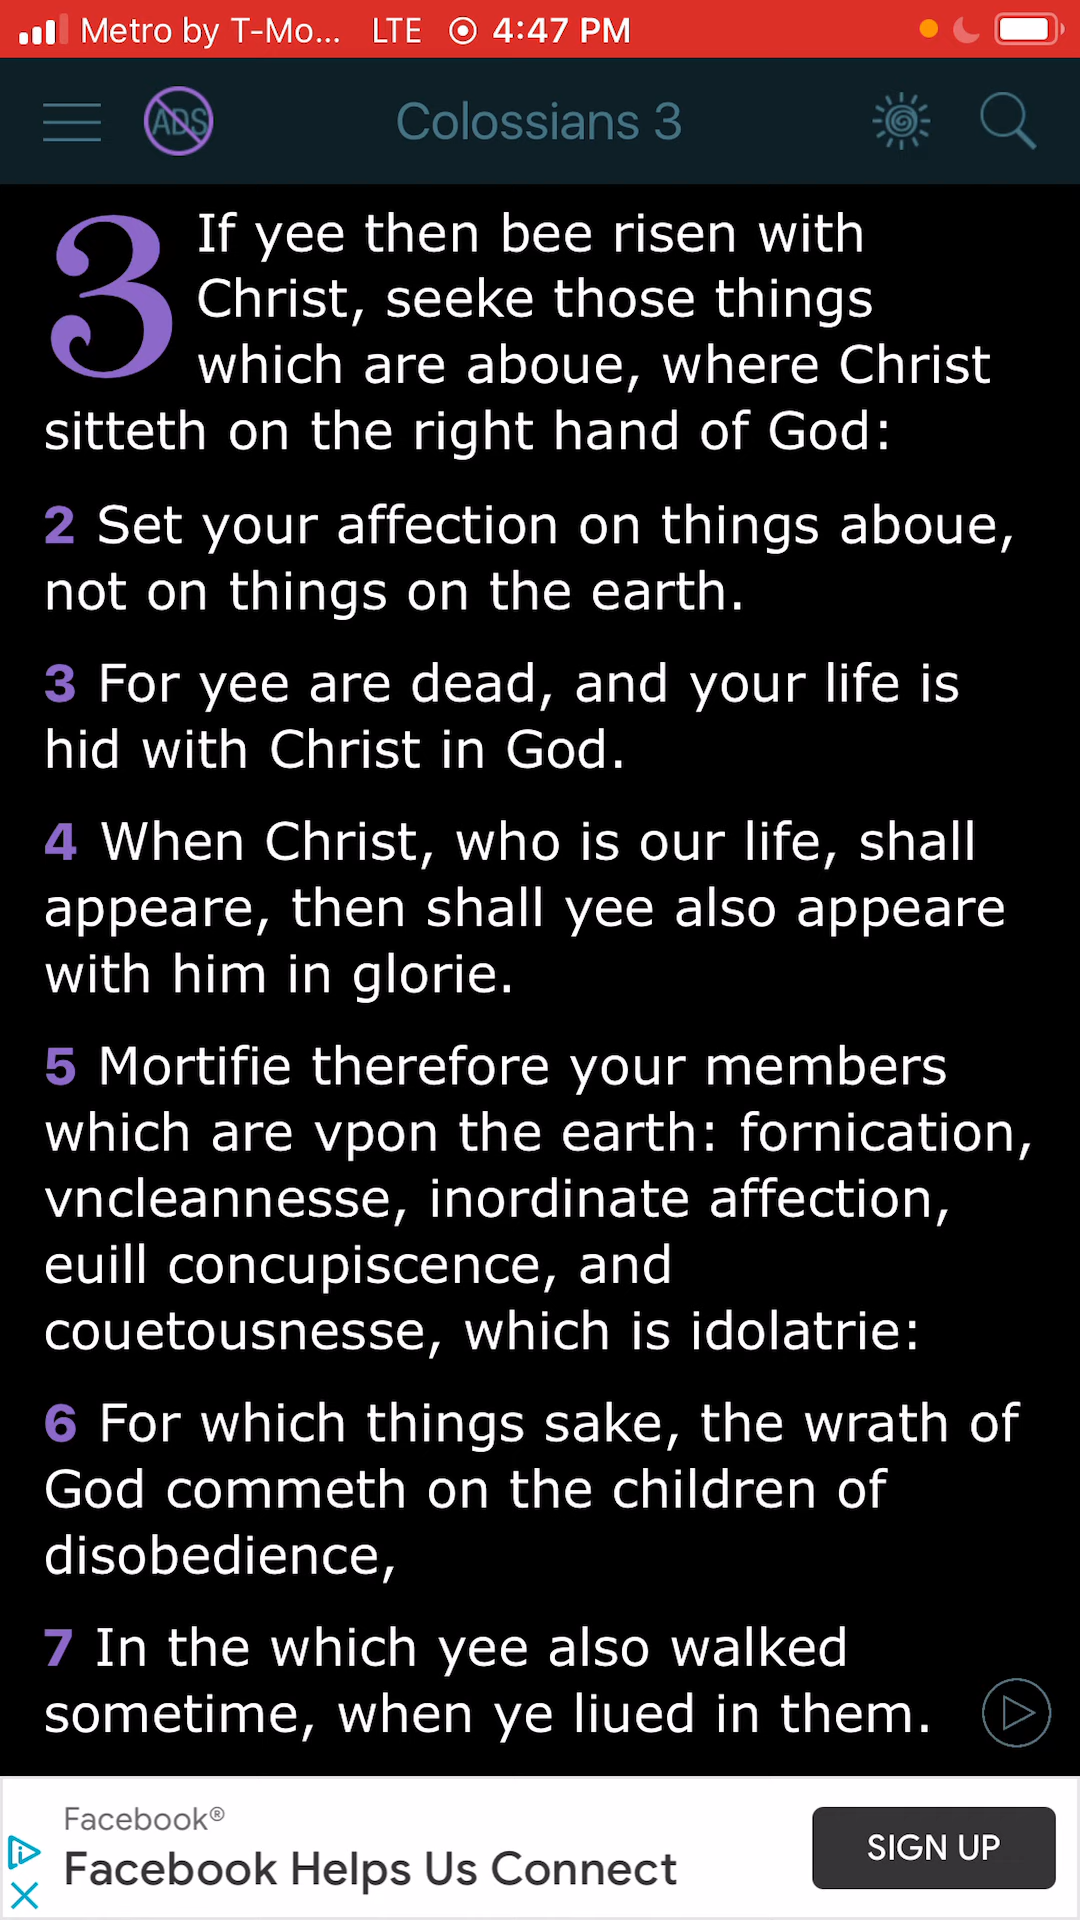 Metro by T-Mo... LTE 4:47 PM
ADS Colossians 3
3 If yee then bee risen with
Christ, seeke those things
which are aboue, where Christ
sitteth on the right hand of God:
2 Set your affection on things aboue,
not on things on the earth.
3 For yee are dead, and your life is
hid with Christ in God.
4 When Christ, who is our life, shall
appeare, then shall yee also appeare
with him in glorie.
5 Mortifie therefore your members
which are vpon the earth: fornication,
vncleannesse, inordinate affection,
euill concupiscence, and
couetousnesse, which is idolatrie:
6 For which things sake, the wrath of
God commeth on the children of
disobedience,
7 In the which yee also walked
sometime, when ye liued in them.
Facebook®
Facebook Helps Us Connect
SIGN UP